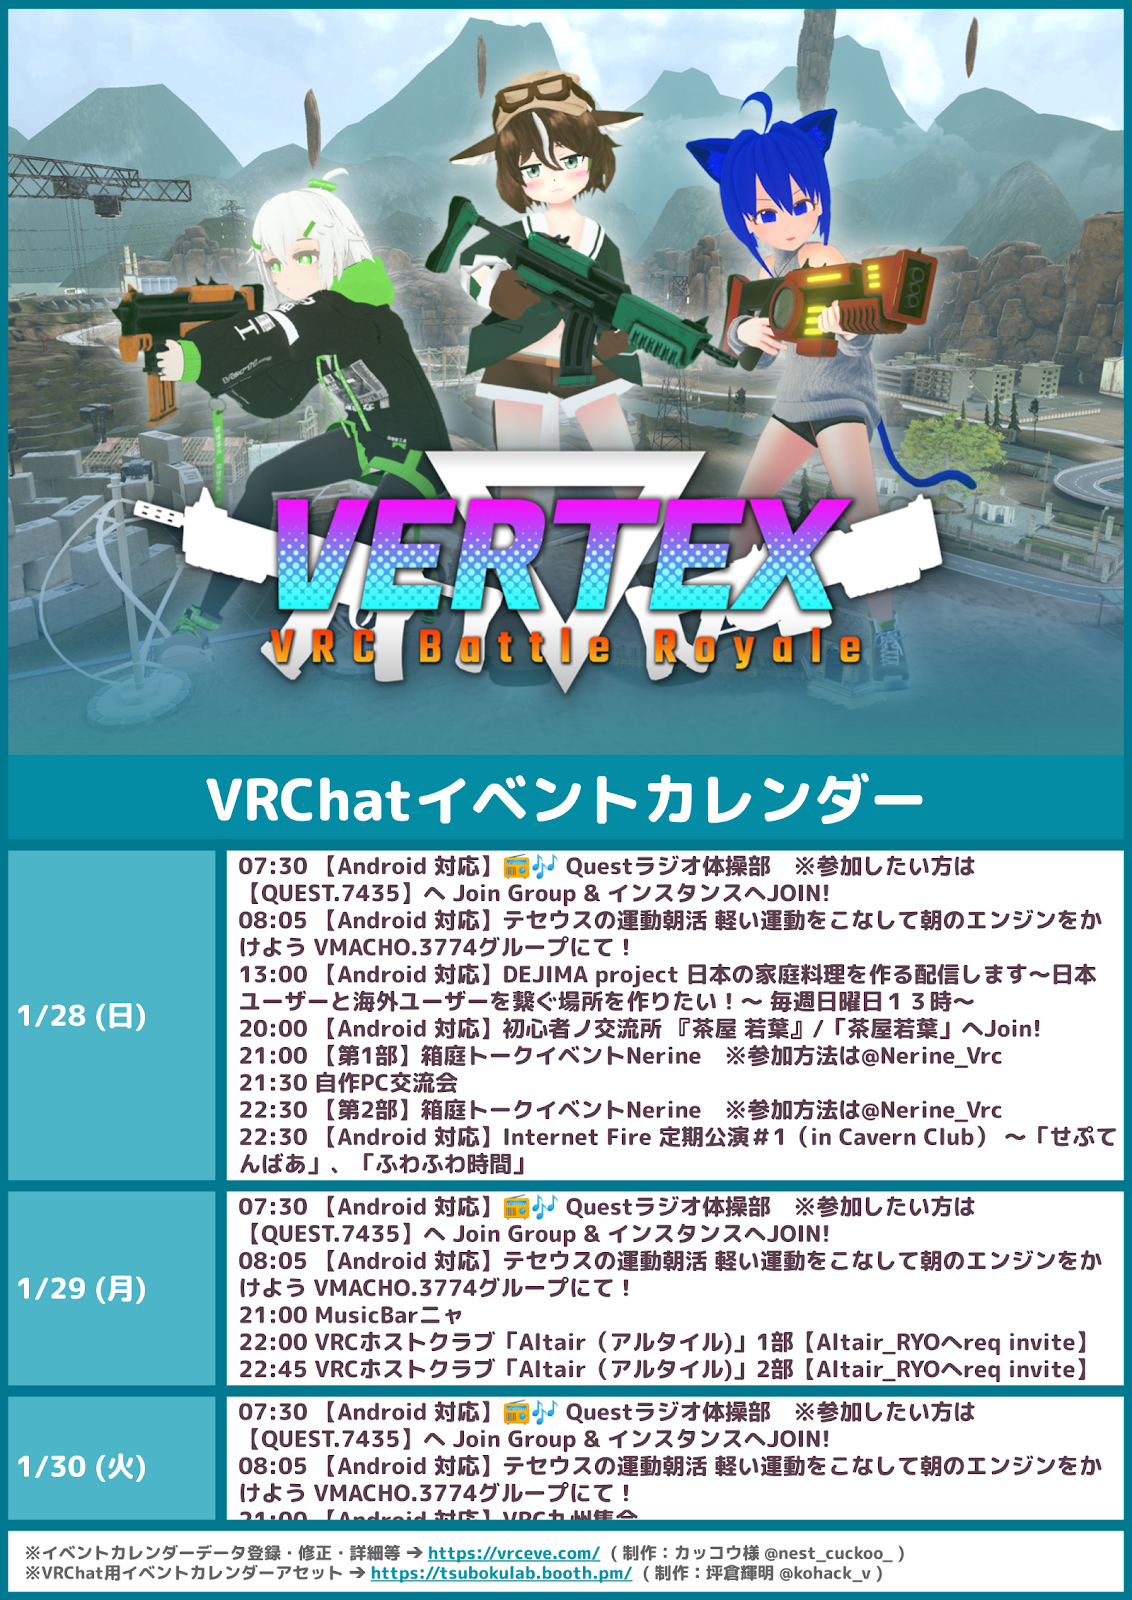 VERTEX
VRC Battle Royale
VRChatイベントカレンダー
1/28 (日)
07:30 【Android 対応】📻🎶 Questラジオ体操部　※参加したい方は
【QUEST.7435】へ Join Group & インスタンスへJOIN!
08:05 【Android 対応】テセウスの運動朝活 軽い運動をこなして朝のエンジンをか
けよう VMACHO.3774グループにて！
13:00 【Android 対応】DEJIMA project 日本の家庭料理を作る配信します〜日本
ユーザーと海外ユーザーを繋ぐ場所を作りたい！〜 毎週日曜日１３時〜
20:00 【Android 対応】初心者ノ交流所 『茶屋 若葉』/「茶屋若葉」へJoin!
21:00 【第1部】箱庭トークイベントNerine　※参加方法は@Nerine_Vrc
21:30 自作PC交流会
22:30 【第2部】箱庭トークイベントNerine　※参加方法は@Nerine_Vrc
22:30 【Android 対応】Internet Fire 定期公演＃1（in Cavern Club） 〜「せぷて
んばあ」、「ふわふわ時間」
1/29 (月)
07:30 【Android 対応】📻🎶 Questラジオ体操部　※参加したい方は
【QUEST.7435】へ Join Group & インスタンスへJOIN!
08:05 【Android 対応】テセウスの運動朝活 軽い運動をこなして朝のエンジンをか
けよう VMACHO.3774グループにて！
21:00 MusicBarニャ
22:00 VRCホストクラブ「Altair（アルタイル)」1部【Altair_RYOへreq invite】
22:45 VRCホストクラブ「Altair（アルタイル)」2部【Altair_RYOへreq invite】
1/30 (火)
07:30 【Android 対応】📻🎶 Questラジオ体操部　※参加したい方は
【QUEST.7435】へ Join Group & インスタンスへJOIN!
08:05 【Android 対応】テセウスの運動朝活 軽い運動をこなして朝のエンジンをか
けよう VMACHO.3774グループにて！
21:00 【Android 対応】VRC九州集会
※イベントカレンダーデータ登録・修正・詳細等 ➔ https://vrceve.com/ （ 制作：カッコウ様 @nest_cuckoo_ ）
※VRChat用イベントカレンダーアセット ➔ https://tsubokulab.booth.pm/ （ 制作：坪倉輝明 @kohack_v ）